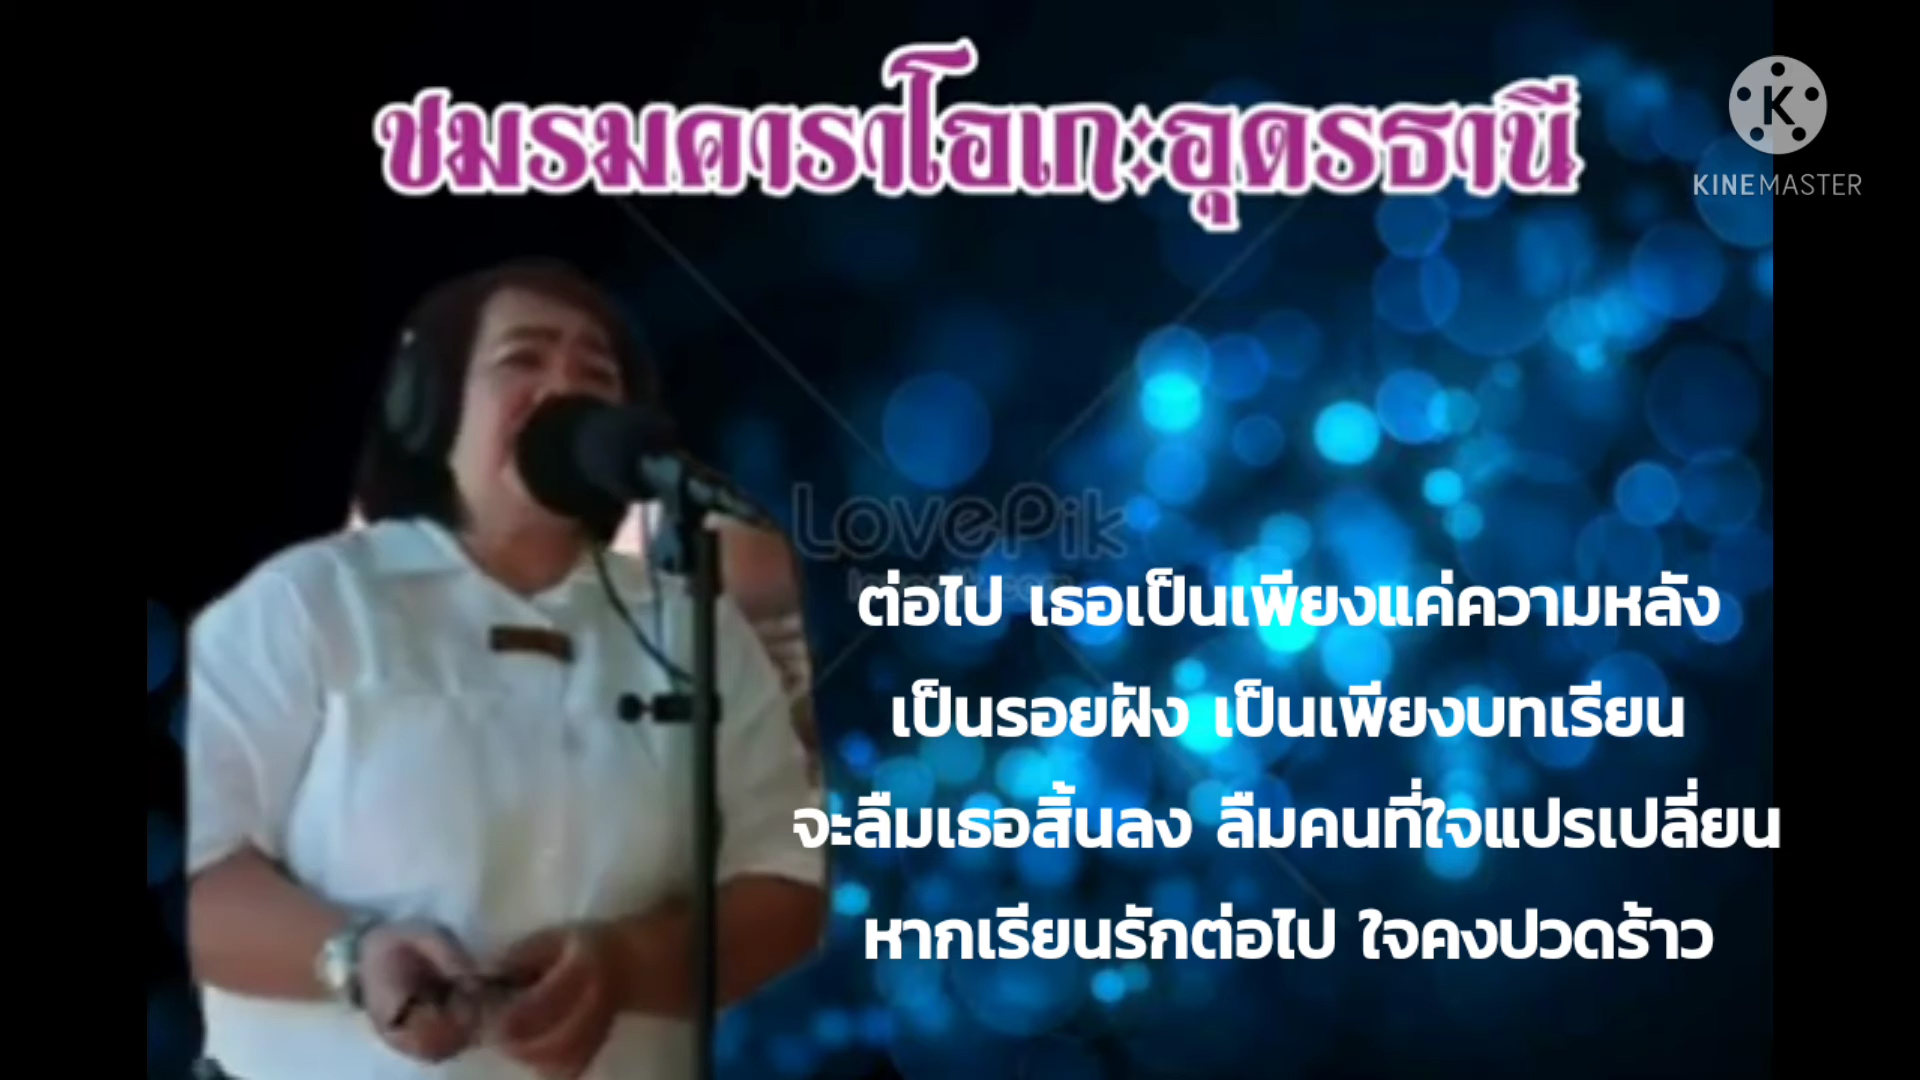 ชมรมคาราโอเกะอุดรธานี
K
KINEMASTER
LovePik
ต่อไป เธอเป็นเพียงแค่ความหลัง
เป็นรอยฝัง เป็นเพียงบทเรียน
จะลืมเธอสิ้นลง ลืมคนที่ใจแปรเปลี่ยน
หากเรียนรักต่อไป ใจคงปวดร้าว